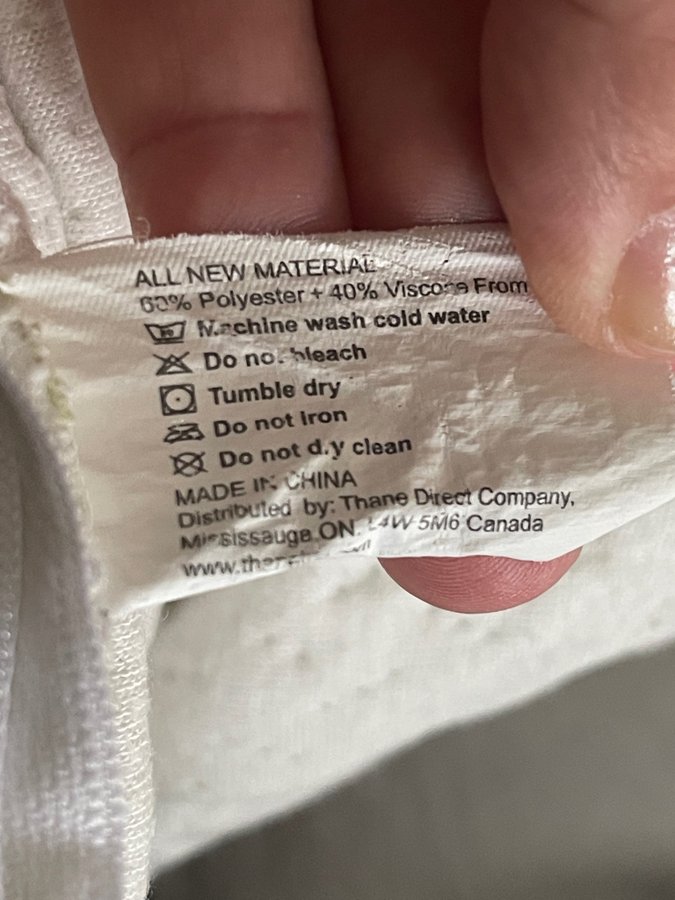 ALL NEW MATERIAL
60% Polyester + 40% Viscose From
Machine wash cold water
Do not bleach
Tumble dry
Do not Iron
Do not dry clean
MADE IN CHINA
Distributed by: Thane Direct Company,
Mississauga ON. L4W 5M6 Canada